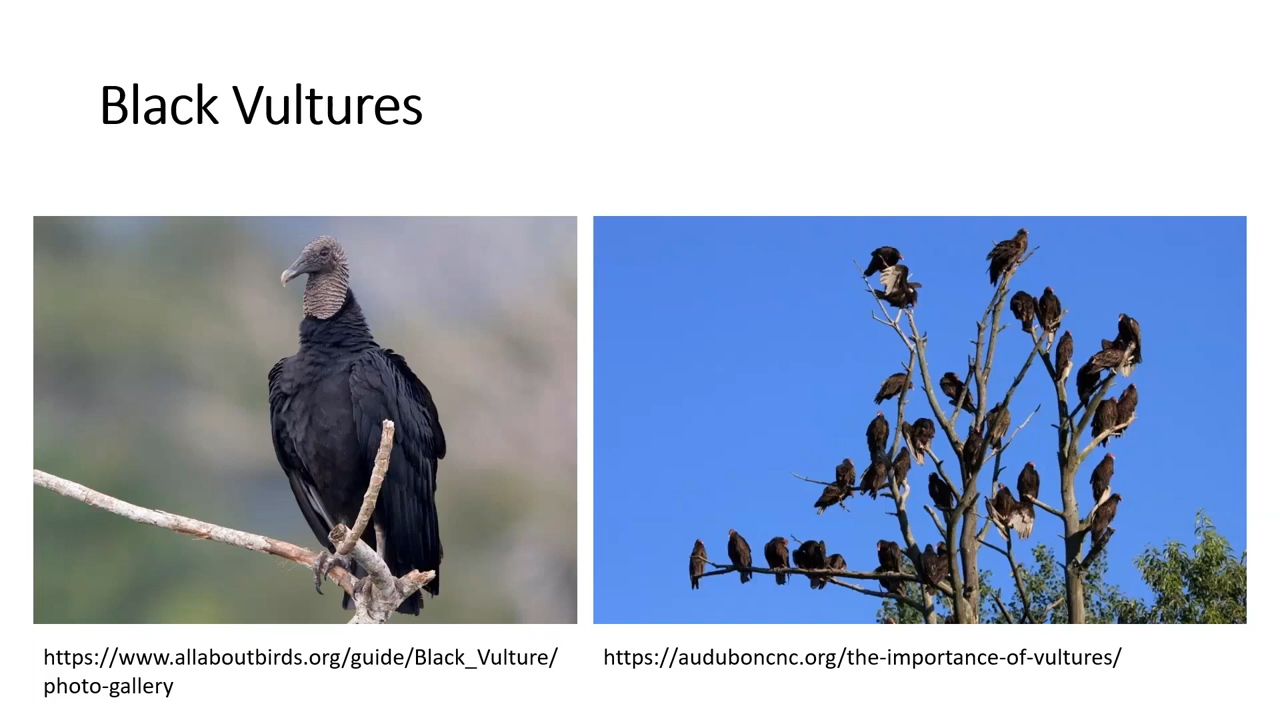 Black Vultures
https://www.allaboutbirds.org/guide/Black_Vulture/
photo-gallery
https://auduboncnc.org/the-importance-of-vultures/